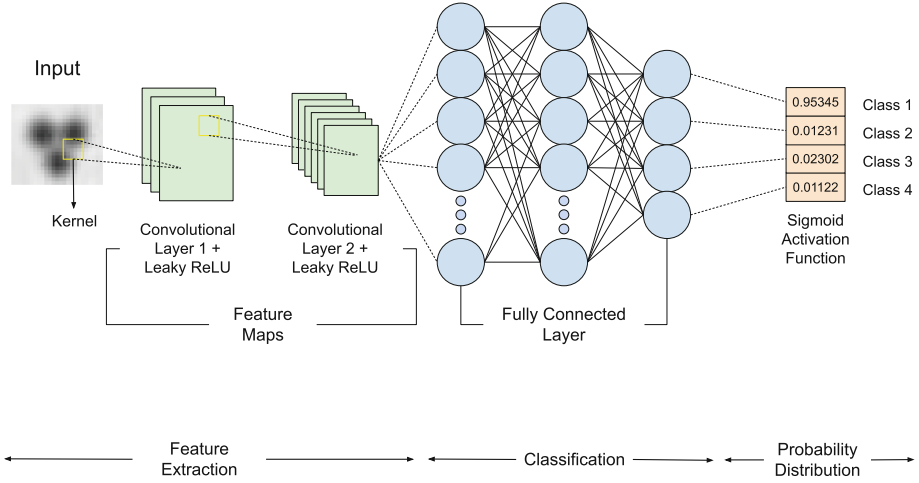 Input
Kernel
Convolutional
Layer 1 +
Leaky ReLU
Convolutional
Layer 2 +
Leaky ReLU
Feature
Maps
Fully Connected
Layer
0.95345
0.01231
0.02302
0.01122
Class 1
Class 2
Class 3
Class 4
Sigmoid
Activation
Function
Feature
Extraction
Classification
Probability
Distribution